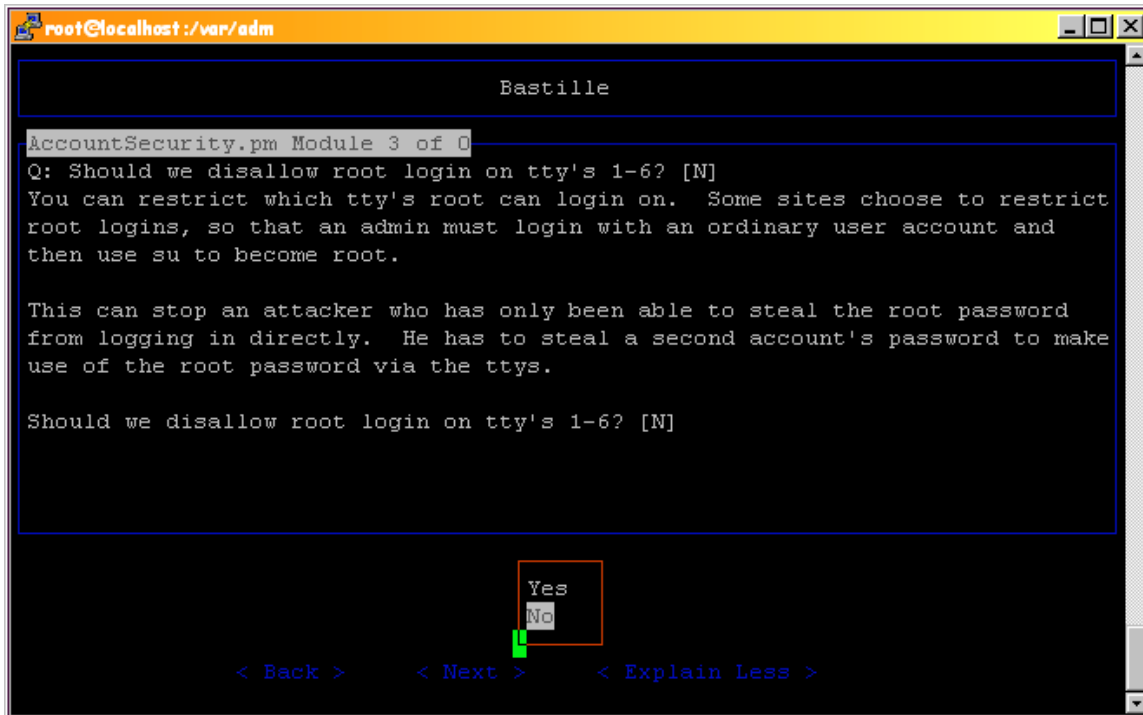 root@localhost:/var/adm
Bastille
AccountSecurity.pm Module 3 of O
Q: Should we disallow root login on tty's 1-6? [N]
You can restrict which tty's root can login on.  Some sites choose to restrict
root logins, so that an admin must login with an ordinary user account and
then use su to become root.
This can stop an attacker who has only been able to steal the root password
from logging in directly.  He has to steal a second account's password to make
use of the root password via the ttys.
Should we disallow root login on tty's 1-6? [N]
Yes
No
< Back >     < Next >     < Explain Less >